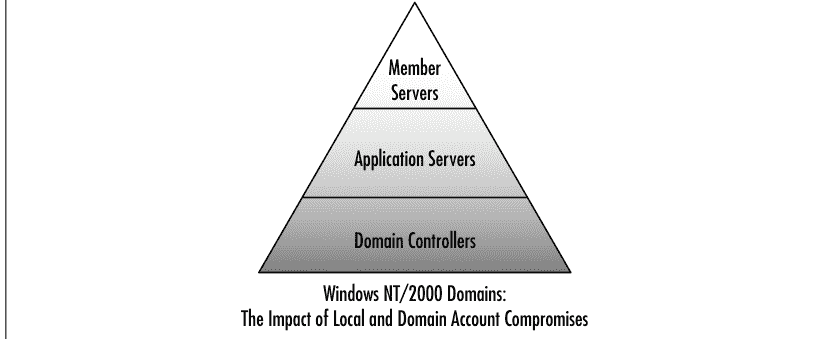 Member
Servers
Application Servers
Domain Controllers
Windows NT/2000 Domains:
The Impact of Local and Domain Account Compromises